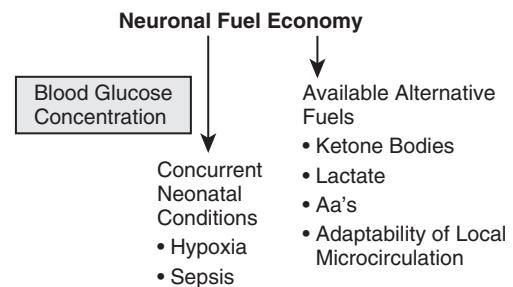 Neuronal Fuel Economy
Blood Glucose
Concentration
Concurrent
Neonatal
Conditions
• Hypoxia
• Sepsis
Available Alternative
Fuels
• Ketone Bodies
• Lactate
• Aa's
• Adaptability of Local
Microcirculation